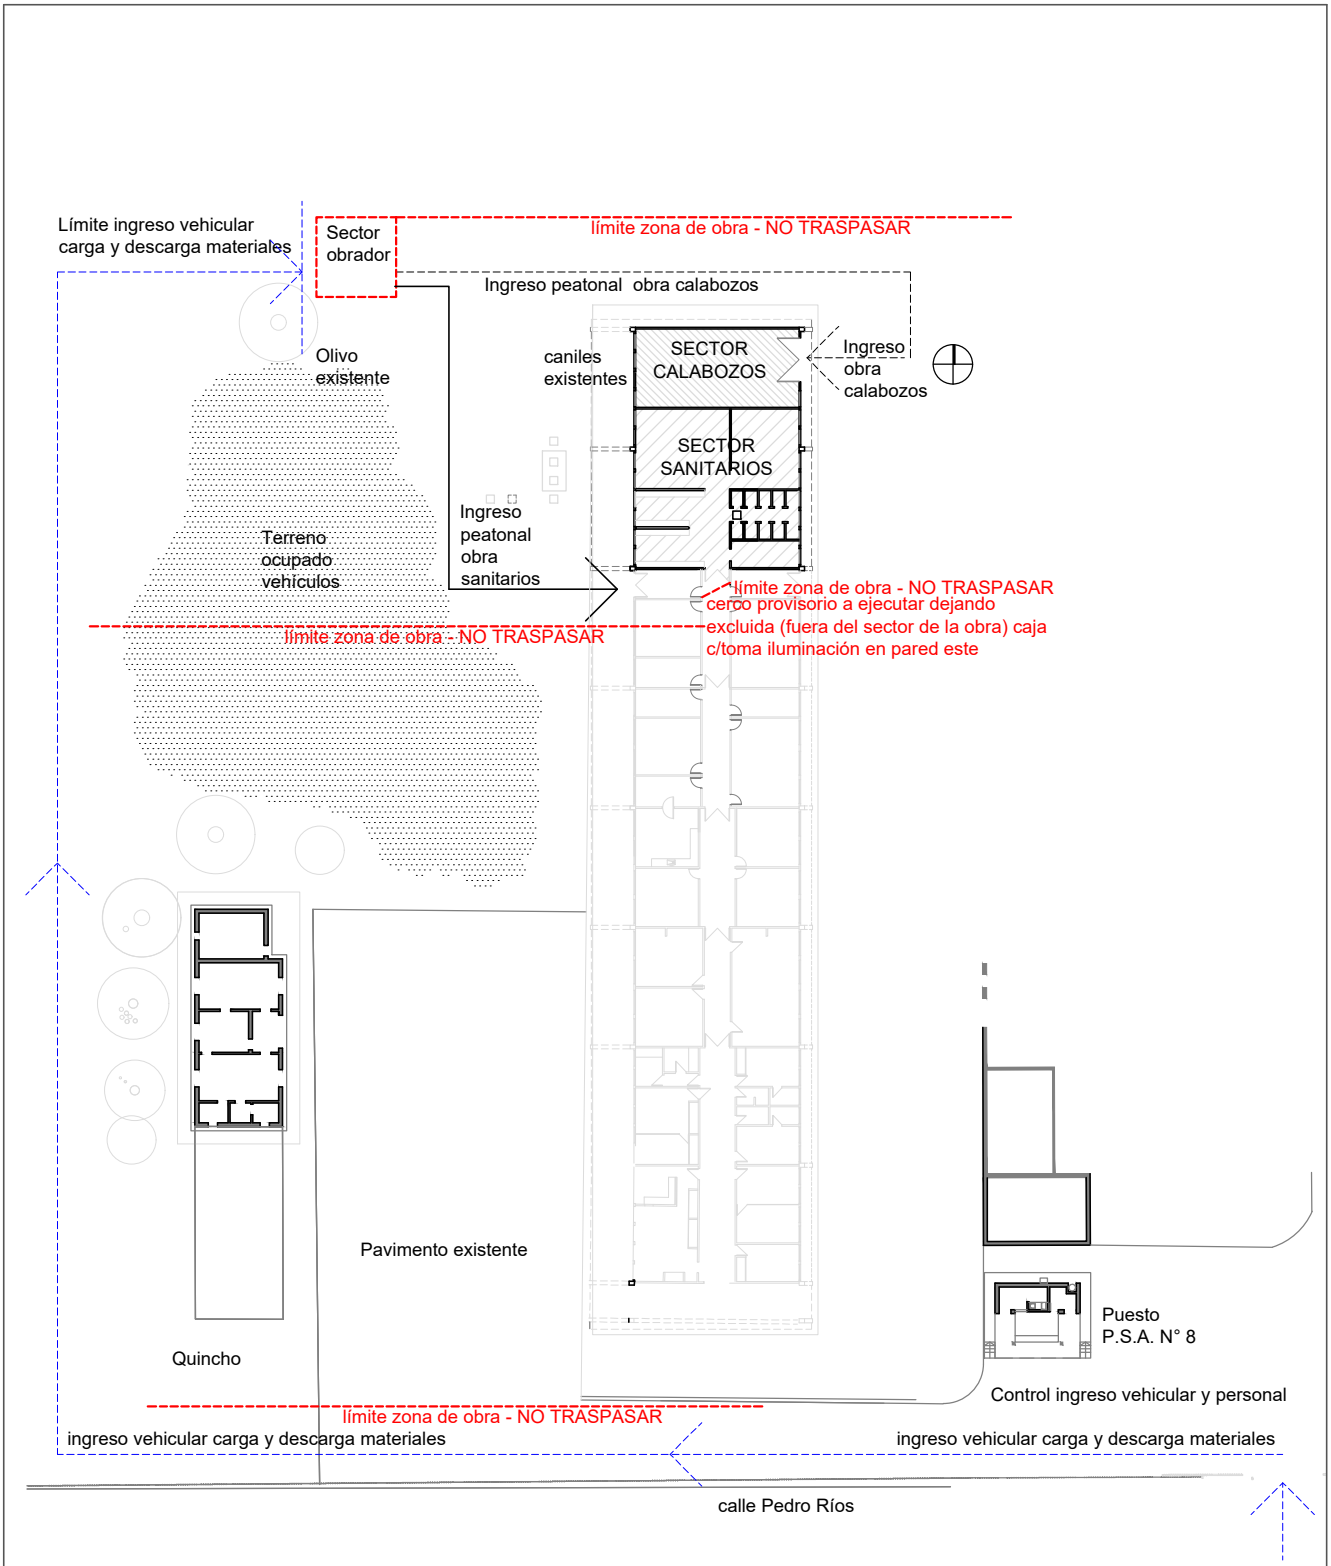 Límite ingreso vehicular
carga y descarga materiales
Sector
obrador
límite zona de obra - NO TRASPASAR
Ingreso peatonal obra calabozos
Olivo
existente
caniles
existentes
SECTOR
CALABOZOS
Ingreso
obra
calabozos
SECTOR
SANITARIOS
Terreno
ocupado
vehículos
Ingreso
peatonal
obra
sanitarios
límite zona de obra - NO TRASPASAR
cerco provisorio a ejecutar dejando
excluida (fuera del sector de la obra) caja
c/toma iluminación en pared este
límite zona de obra - NO TRASPASAR
Pavimento existente
Puesto
P.S.A. N° 8
Quincho
Control ingreso vehicular y personal
límite zona de obra - NO TRASPASAR
ingreso vehicular carga y descarga materiales
ingreso vehicular carga y descarga materiales
calle Pedro Ríos